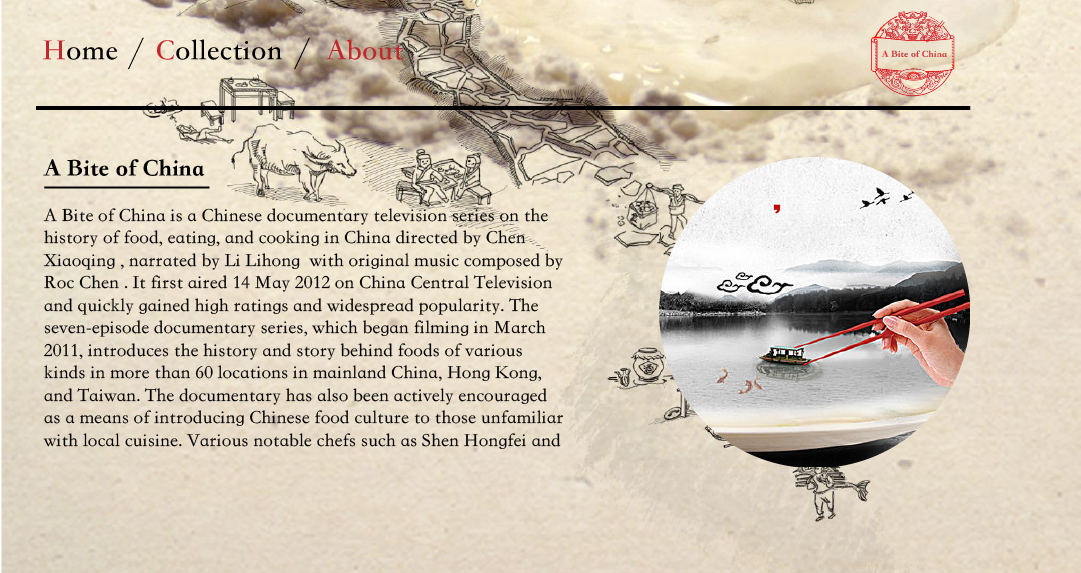 Home / Collection / About
A Bite of China
A Bite of China
A Bite of China is a Chinese documentary television series on the
history of food, eating, and cooking in China directed by Chen
Xiaoqing , narrated by Li Lihong  with original music composed by
Roc Chen . It first aired 14 May 2012 on China Central Television
and quickly gained high ratings and widespread popularity. The
seven-episode documentary series, which began filming in March
2011, introduces the history and story behind foods of various
kinds in more than 60 locations in mainland China, Hong Kong,
and Taiwan. The documentary has also been actively encouraged
as a means of introducing Chinese food culture to those unfamiliar
with local cuisine. Various notable chefs such as Shen Hongfei and